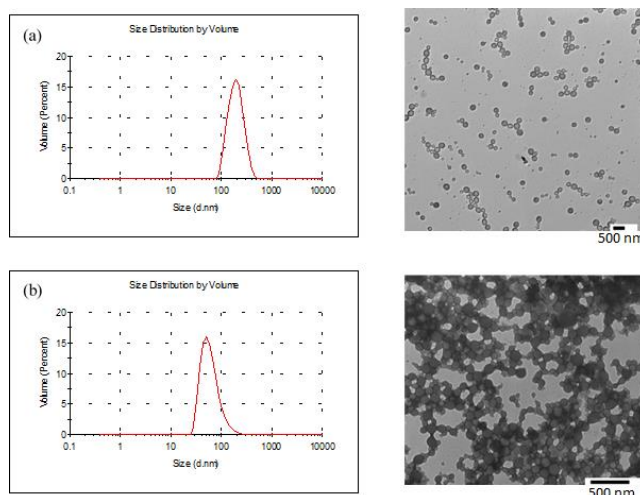 (a)
Size Distribution by Volume
Volume (Percent)
20
15
10
5
0
0.1 1 10 100 1000 10000
Size (d.nm)
500 nm
(b)
Size Distribution by Volume
Volume (Percent)
20
15
10
5
0
0.1 1 10 100 1000 10000
Size (d.nm)
500 nm